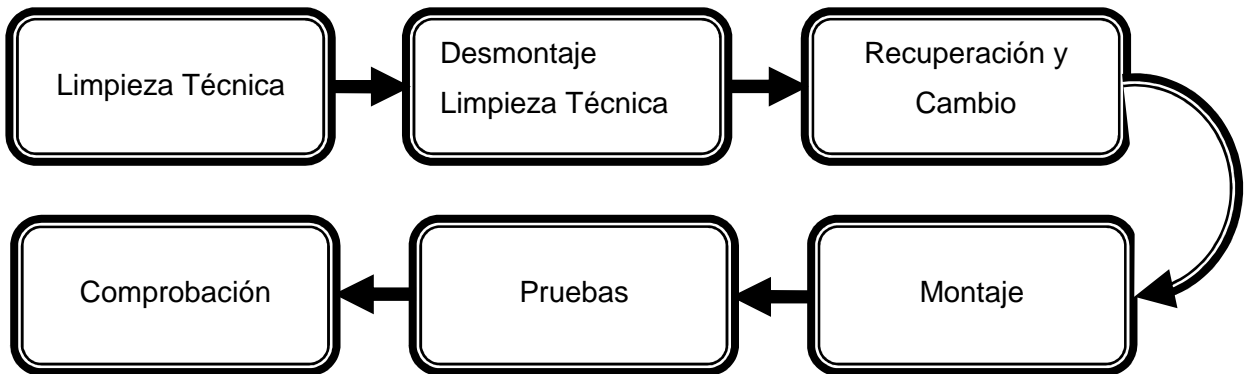 Limpieza Técnica
Desmontaje
Limpieza Técnica
Recuperación y
Cambio
Montaje
Pruebas
Comprobación